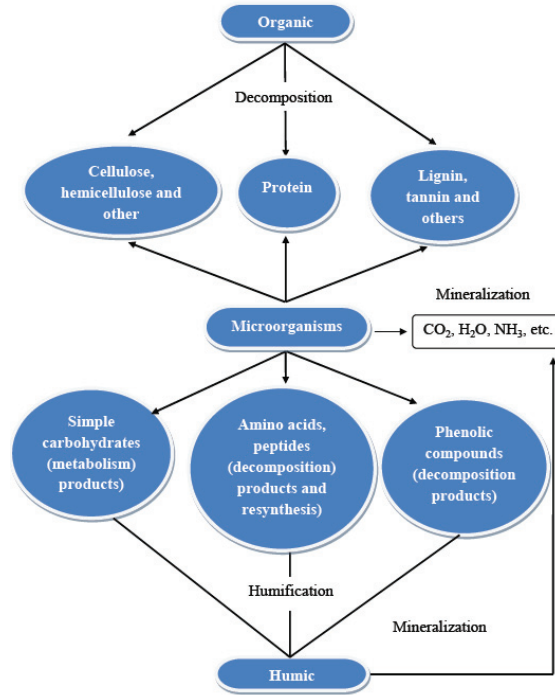 Organic
Decomposition
Cellulose,
hemicellulose and
other
Protein
Lignin,
tannin and
others
Mineralization
Microorganisms
CO₂, H₂O, NH₃, etc.
Simple
carbohydrates
(metabolism)
products)
Amino acids,
peptides
(decomposition)
products and
resynthesis)
Phenolic
compounds
(decomposition
products)
Humification
Mineralization
Humic